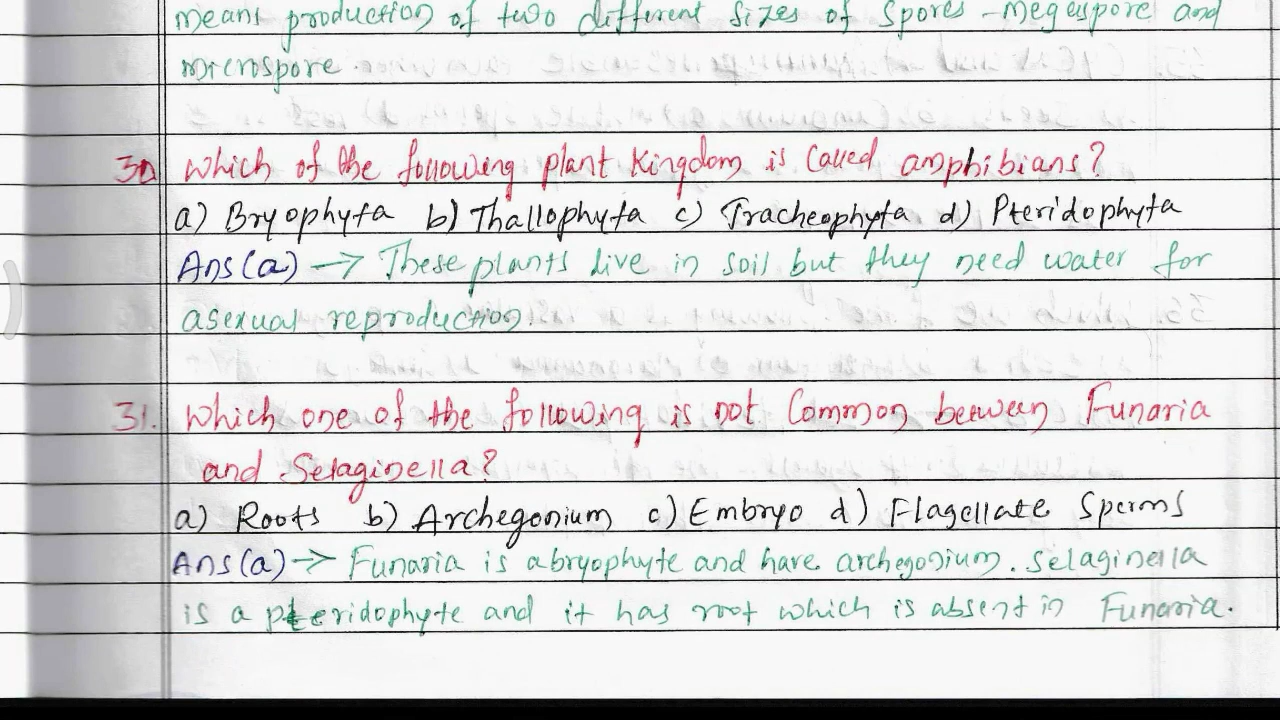 means production of two different sizes of spores - megaspore and
microspore.
30. Which of the following plant Kingdom is called amphibians?
a) Bryophyta b) Thallophyta c) Tracheophyta d) Pteridophyta
Ans(a) → These plants live in soil but they need water for
asexual reproduction.
31. Which one of the following is not Common between Funaria
and Selaginella?
a) Roots b) Archegonium c) Embryo d) Flagellate Sperms
Ans(a) → Funaria is a bryophyte and have archegonium. Selaginella
is a pteridophyte and it has root which is absent in Funaria.